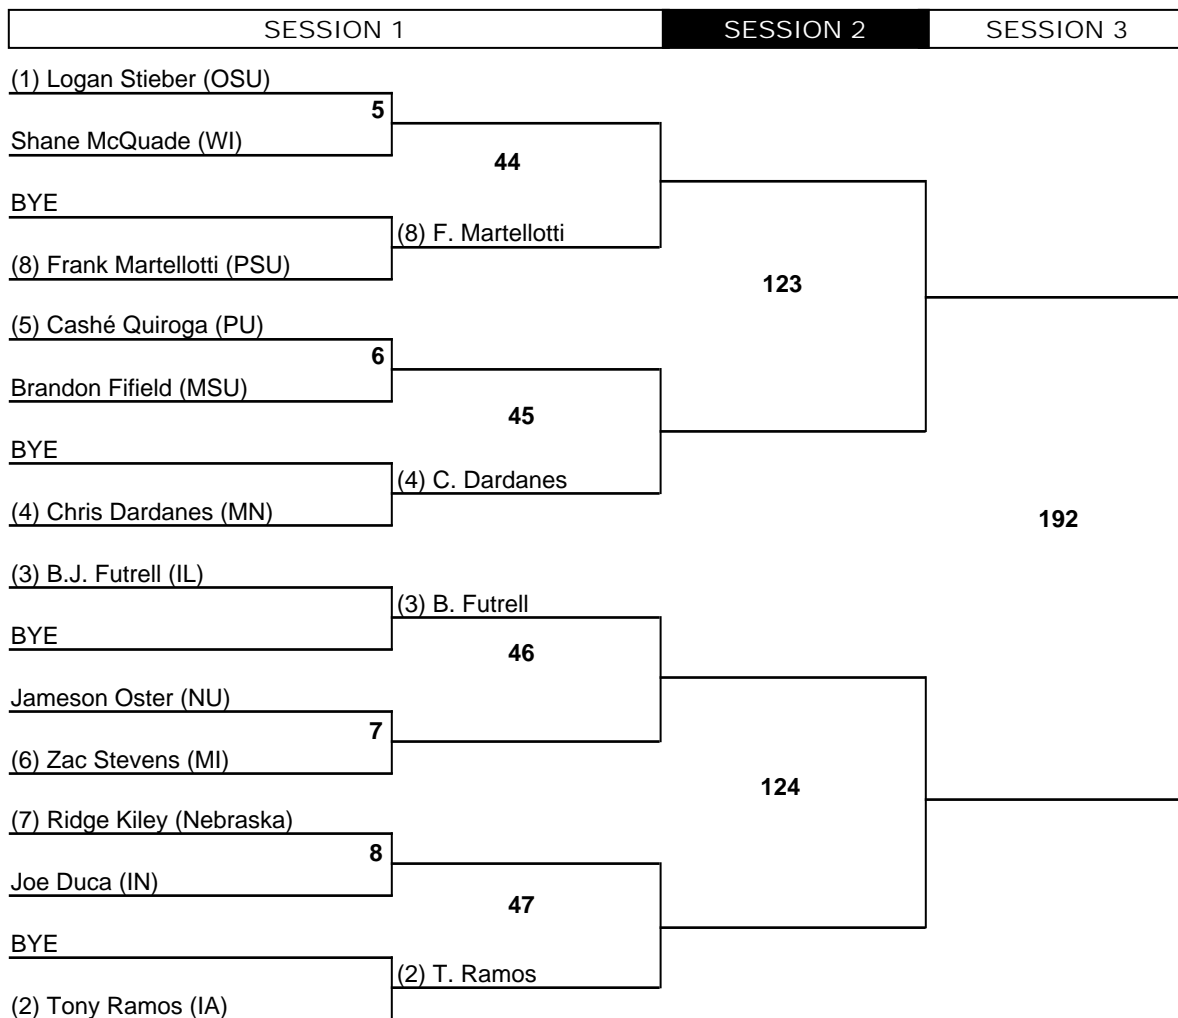 SESSION 1 SESSION 2 SESSION 3
(1) Logan Stieber (OSU)
5
Shane McQuade (WI)
44
BYE
(8) F. Martellotti
(8) Frank Martellotti (PSU)
123
(5) Cashé Quiroga (PU)
6
Brandon Fifield (MSU)
45
BYE
(4) C. Dardanes
(4) Chris Dardanes (MN)
192
(3) B.J. Futrell (IL)
(3) B. Futrell
BYE
46
Jameson Oster (NU)
7
(6) Zac Stevens (MI)
124
(7) Ridge Kiley (Nebraska)
8
Joe Duca (IN)
47
BYE
(2) T. Ramos
(2) Tony Ramos (IA)